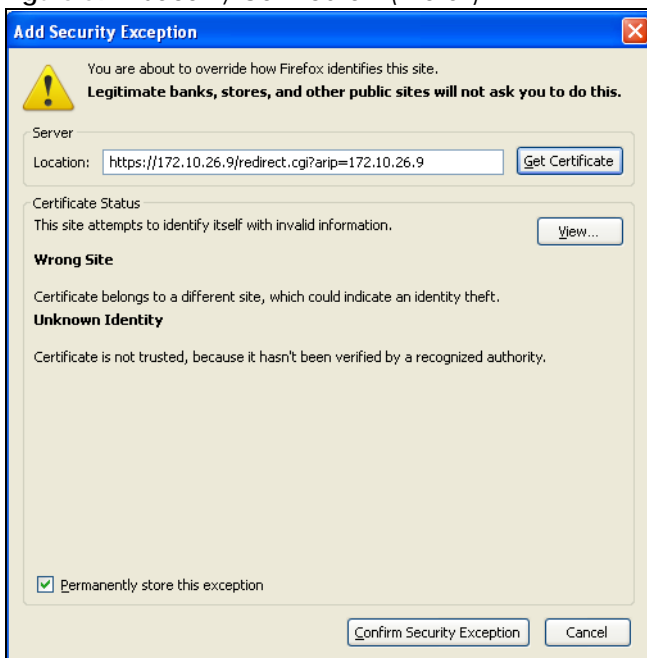 Add Security Exception
You are about to override how Firefox identifies this site.
Legitimate banks, stores, and other public sites will not ask you to do this.
Server
Location: https://172.10.26.9/redirect.cgi?arip=172.10.26.9 Get Certificate
Certificate Status
This site attempts to identify itself with invalid information.
View...
Wrong Site
Certificate belongs to a different site, which could indicate an identity theft.
Unknown Identity
Certificate is not trusted, because it hasn't been verified by a recognized authority.
Permanently store this exception
Confirm Security Exception Cancel